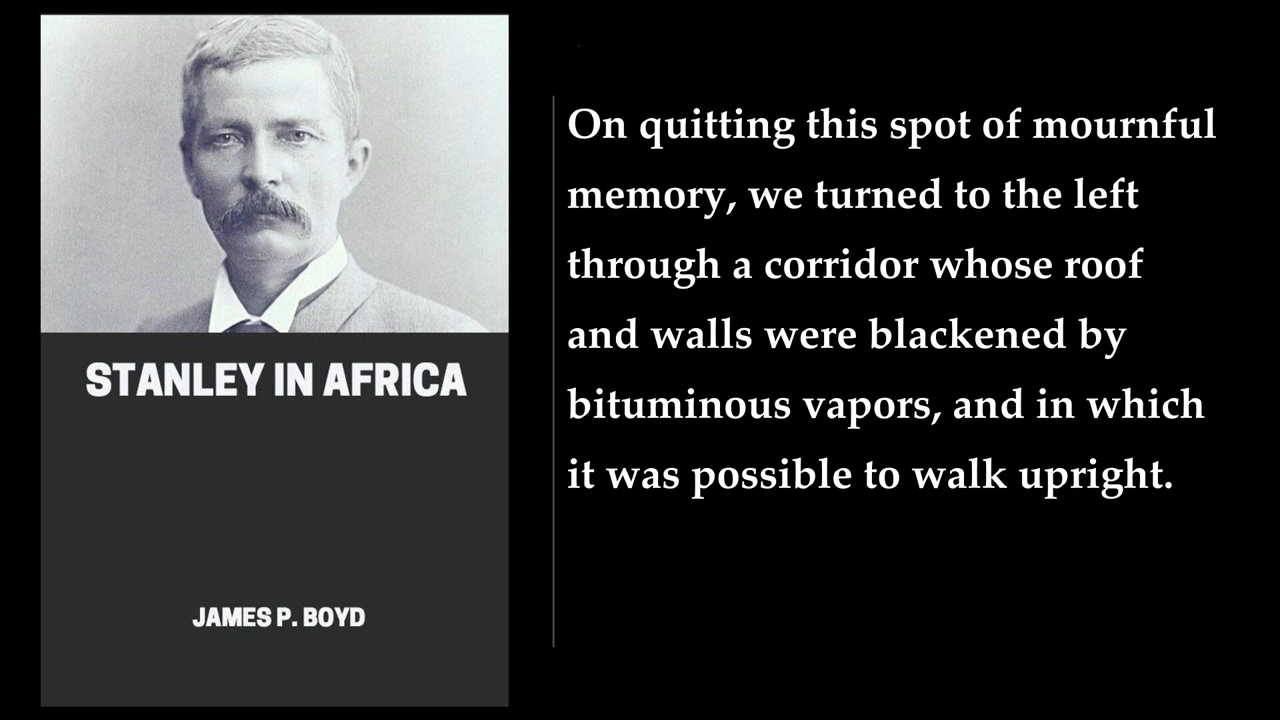 STANLEY IN AFRICA
JAMES P. BOYD
On quitting this spot of mournful
memory, we turned to the left
through a corridor whose roof
and walls were blackened by
bituminous vapors, and in which
it was possible to walk upright.